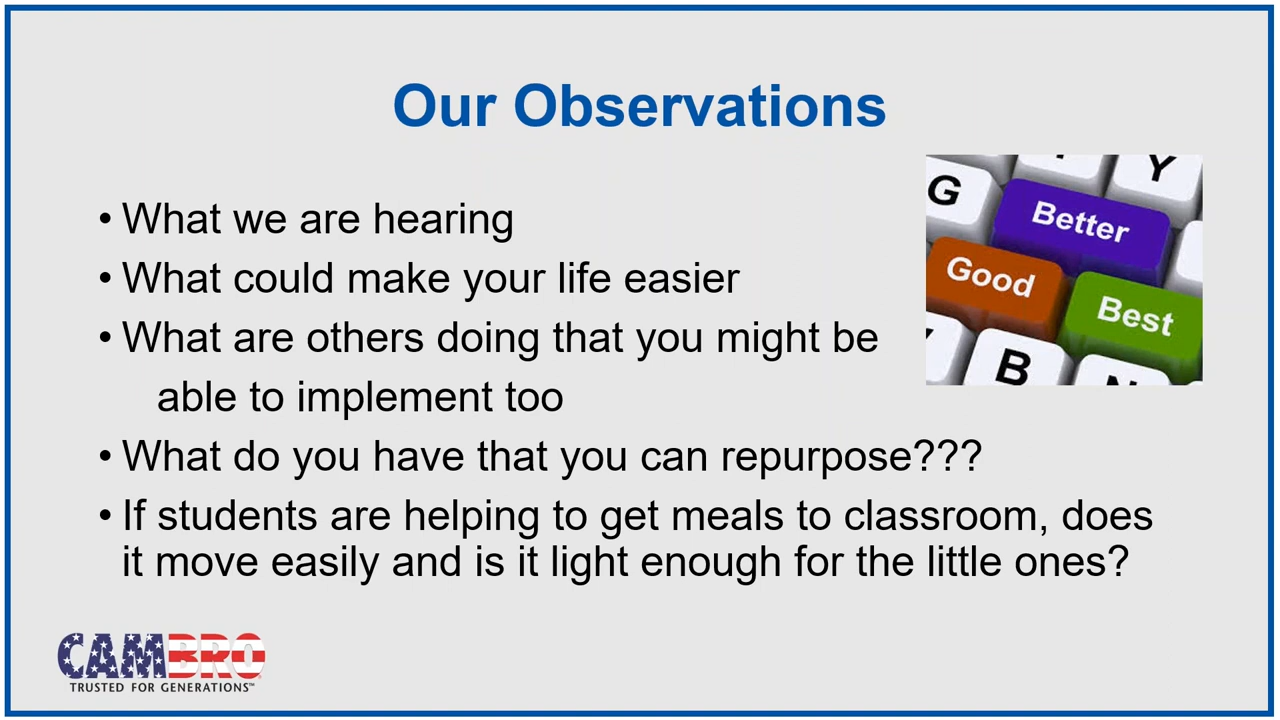 Our Observations
• What we are hearing
• What could make your life easier
• What are others doing that you might be
able to implement too
• What do you have that you can repurpose???
• If students are helping to get meals to classroom, does
it move easily and is it light enough for the little ones?
Y
G
Better
Good
Best
B
N
CAMBRO
TRUSTED FOR GENERATIONS™